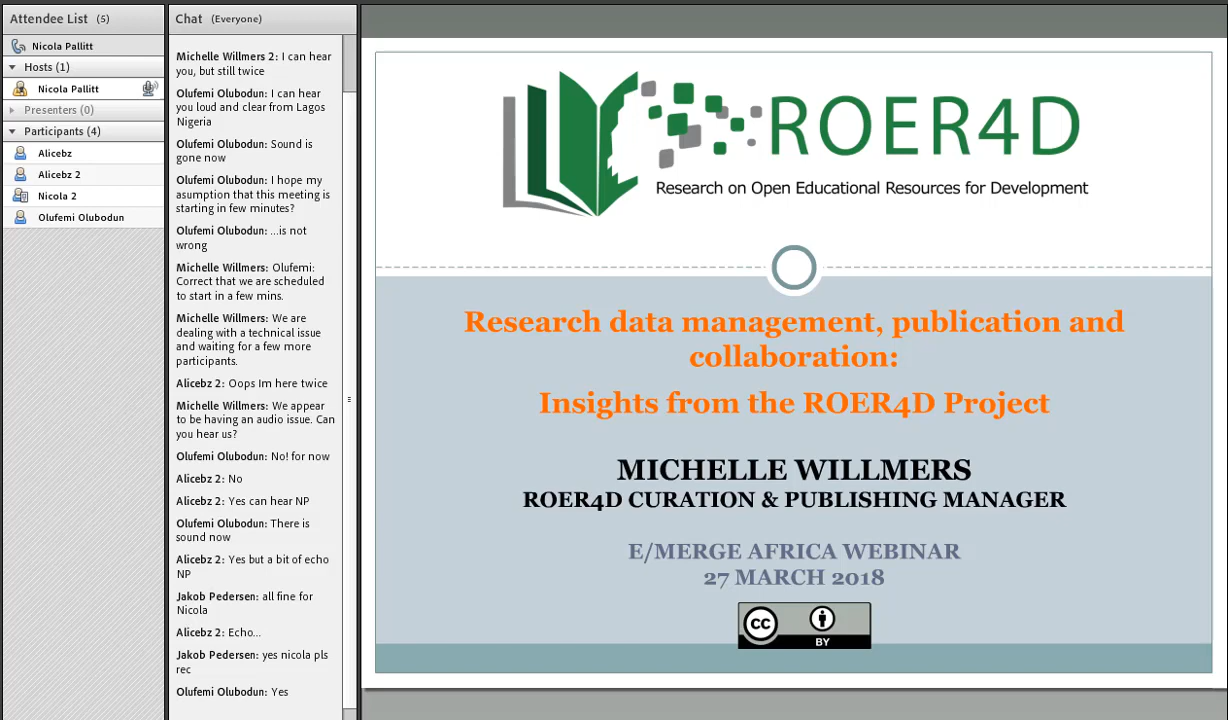 Attendee List (5)
Nicola Pallitt
Hosts (1)
Nicola Pallitt
Presenters (0)
Participants (4)
Alicebz
Alicebz 2
Nicola 2
Olufemi Olubodun
Chat (Everyone)
Michelle Willmers 2: I can hear
you, but still twice
Olufemi Olubodun: I can hear
you loud and clear from Lagos
Nigeria
Olufemi Olubodun: Sound is
gone now
Olufemi Olubodun: I hope my
asumption that this meeting is
starting in few minutes?
Olufemi Olubodun: ...is not
wrong
Michelle Willmers: Olufemi:
Correct that we are scheduled
to start in a few mins.
Michelle Willmers: We are
dealing with a technical issue
and waiting for a few more
participants.
Alicebz 2: Oops Im here twice
Michelle Willmers: We appear
to be having an audio issue. Can
you hear us?
Olufemi Olubodun: No! for now
Alicebz 2: No
Alicebz 2: Yes can hear NP
Olufemi Olubodun: There is
sound now
Alicebz 2: Yes but a bit of echo
NP
Jakob Pedersen: all fine for
Nicola
Alicebz 2: Echo...
Jakob Pedersen: yes nicola pls
rec
Olufemi Olubodun: Yes
ROER4D
Research on Open Educational Resources for Development
Research data management, publication and
collaboration:
Insights from the ROER4D Project
MICHELLE WILLMERS
ROER4D CURATION & PUBLISHING MANAGER
E/MERGE AFRICA WEBINAR
27 MARCH 2018
CC
BY